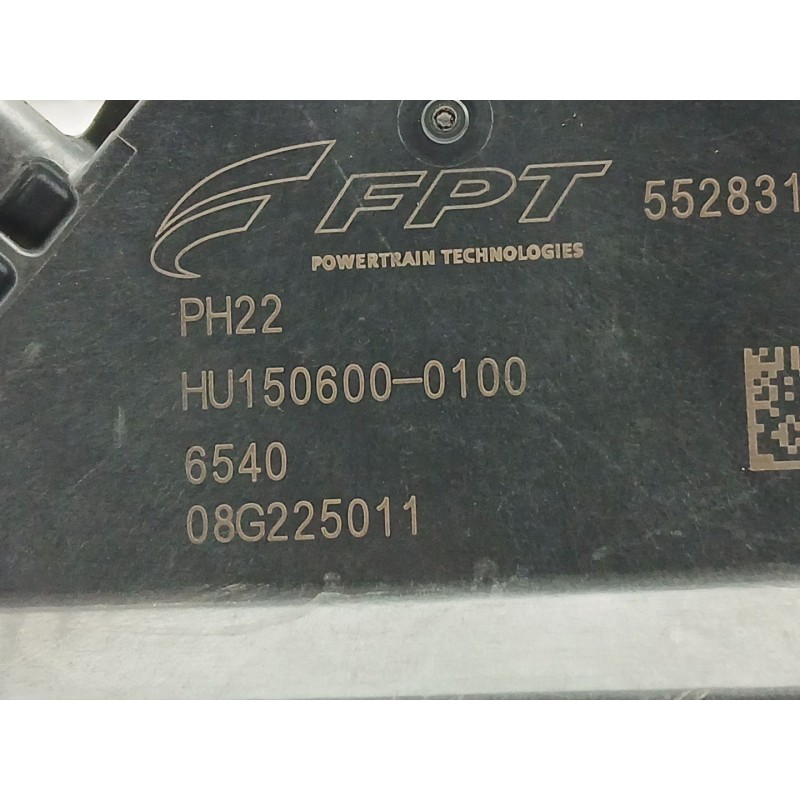 FPT 552831
POWERTRAIN TECHNOLOGIES
PH22
HU150600-0100
6540
08G225011